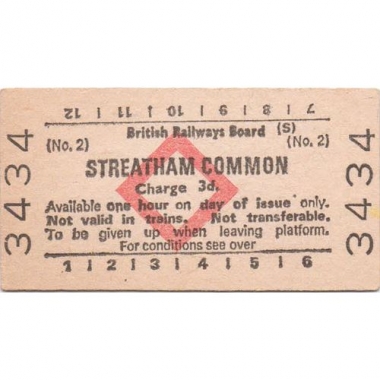 12 | 11 | 10 | 9 | 8 | 7
British Railways Board (S)
(No. 2) (No. 2)
STREATHAM COMMON
Charge 3d.
Available one hour on day of issue only.
Not valid in trains. Not transferable.
To be given up when leaving platform.
For conditions see over
1 | 2 | 3 | 4 | 5 | 6
3434
3434